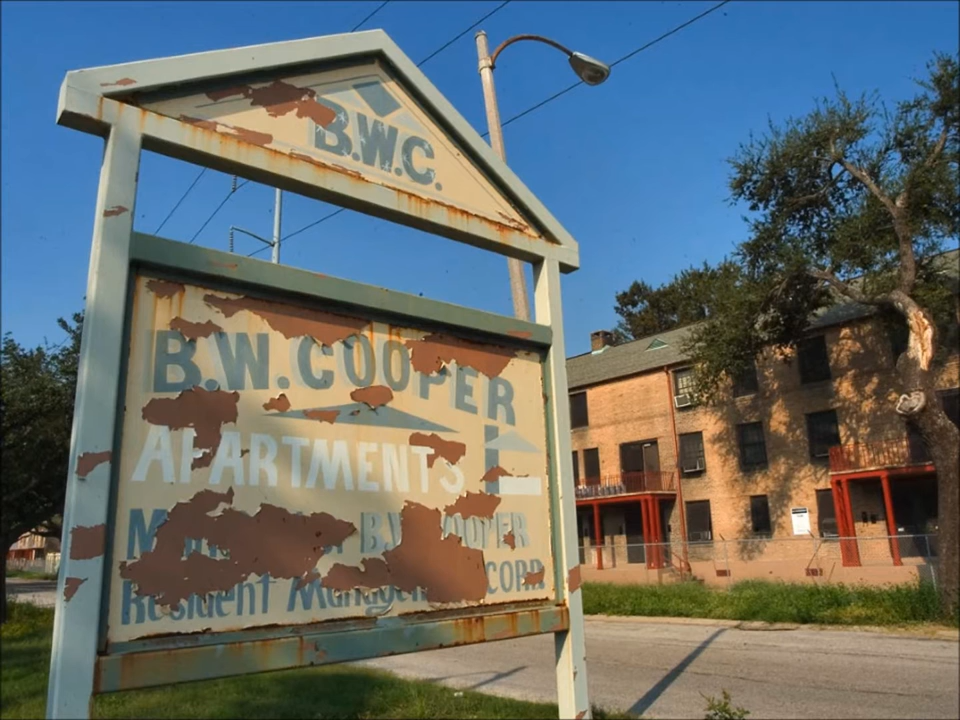 B.W.C.
B.W. COOPER
APARTMENTS
B.W. COOPER
Resident CORP